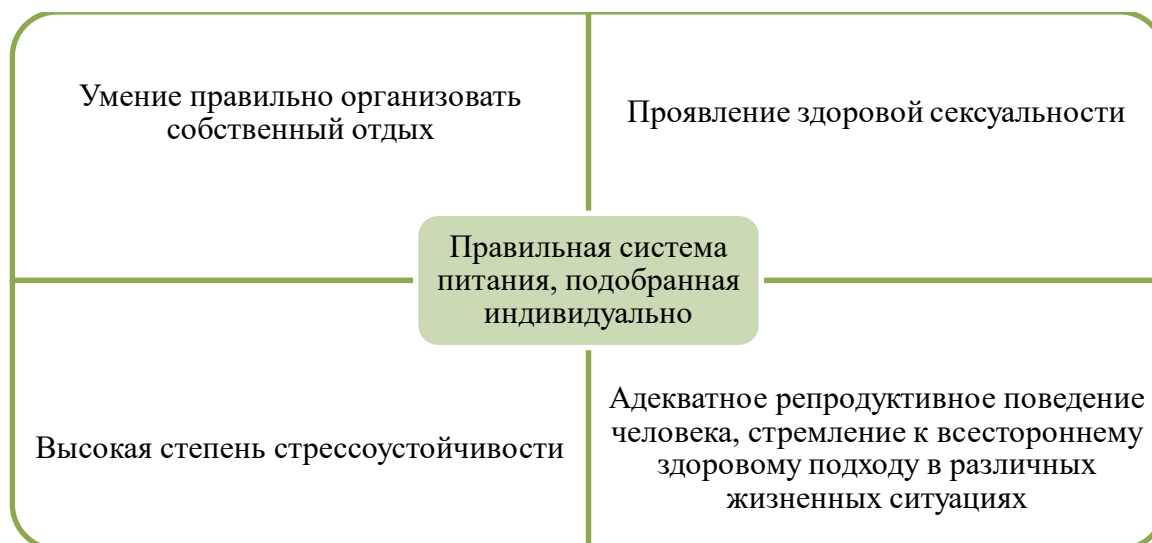 Умение правильно организовать
собственный отдых
Проявление здоровой сексуальности
Правильная система
питания, подобранная
индивидуально
Высокая степень стрессоустойчивости
Адекватное репродуктивное поведение
человека, стремление к всестороннему
здоровому подходу в различных
жизненных ситуациях